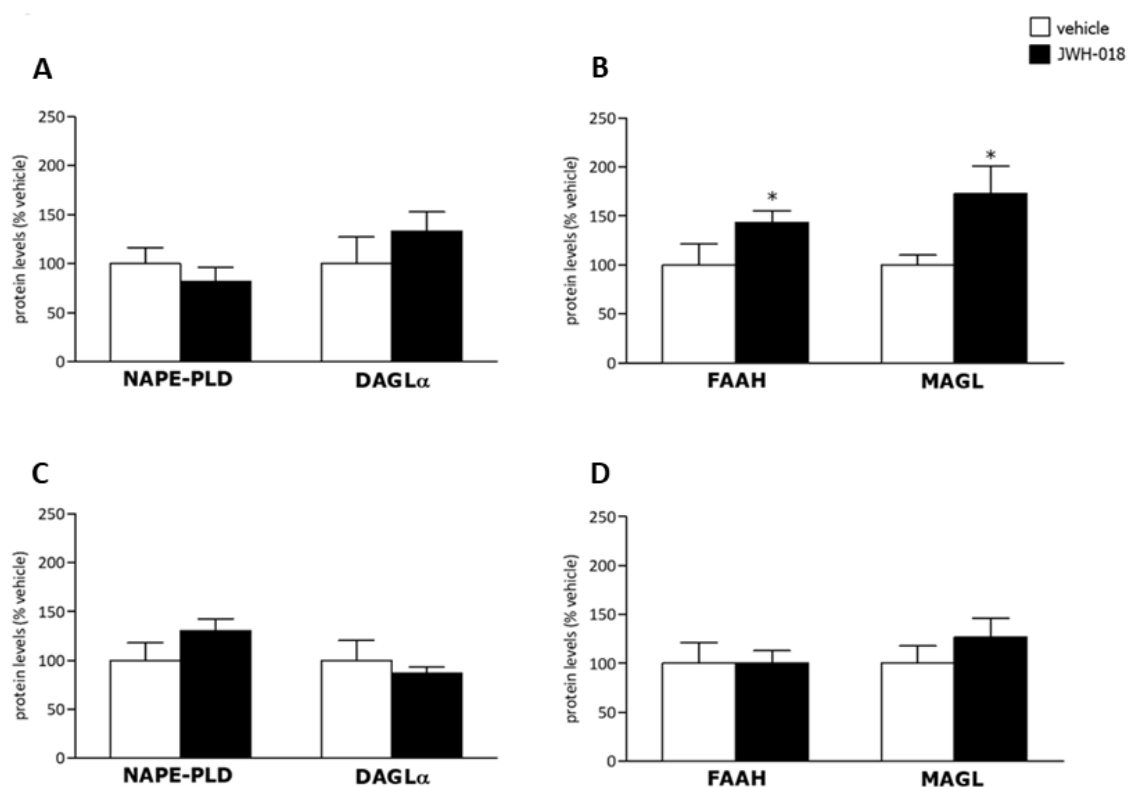 vehicle
JWH-018
A
B
protein levels (% vehicle)
250
200
150
100
50
0
NAPE-PLD
DAGLα
protein levels (% vehicle)
250
200
150
100
50
0
*
*
FAAH
MAGL
C
D
protein levels (% vehicle)
250
200
150
100
50
0
NAPE-PLD
DAGLα
protein levels (% vehicle)
250
200
150
100
50
0
FAAH
MAGL